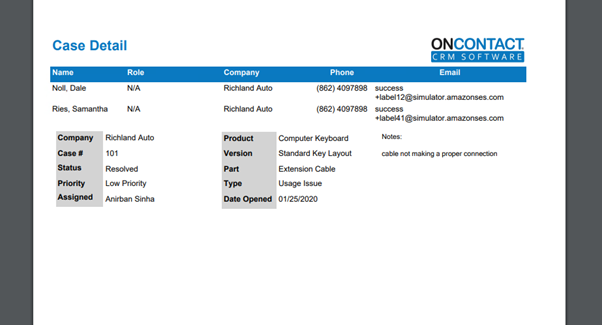 Case Detail
ONCONTACT
CRM SOFTWARE
Name Role Company Phone Email
Noll, Dale N/A Richland Auto (862) 4097898 success
+label12@simulator.amazonses.com
Ries, Samantha N/A Richland Auto (862) 4097898 success
+label41@simulator.amazonses.com
Company Richland Auto Product Computer Keyboard Notes:
Case # 101 Version Standard Key Layout cable not making a proper connection
Status Resolved Part Extension Cable
Priority Low Priority Type Usage Issue
Assigned Anirban Sinha Date Opened 01/25/2020